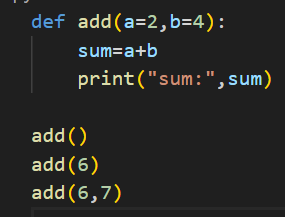 def add(a=2,b=4):
    sum=a+b
    print("sum:",sum)
add()
add(6)
add(6,7)